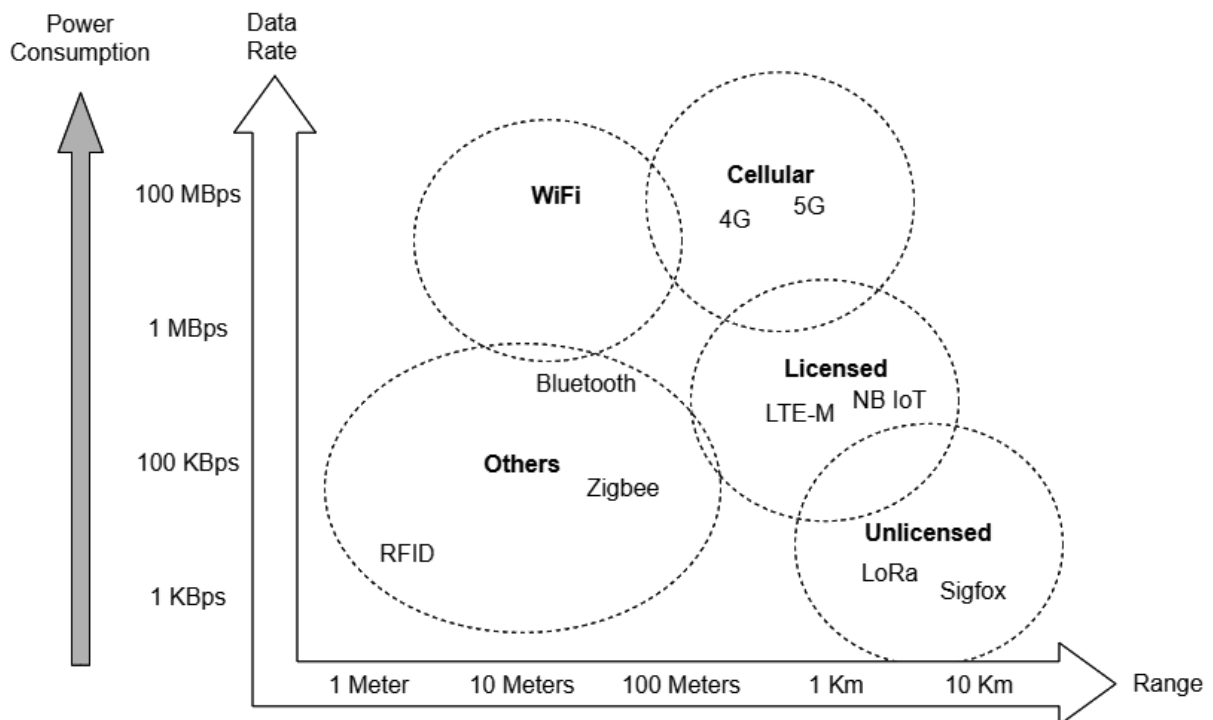 Power
Consumption
Data
Rate
100 MBps
1 MBps
100 KBps
1 KBps
WiFi
Cellular
4G
5G
Bluetooth
Licensed
LTE-M
NB IoT
Others
Zigbee
RFID
Unlicensed
LoRa
Sigfox
1 Meter
10 Meters
100 Meters
1 Km
10 Km
Range